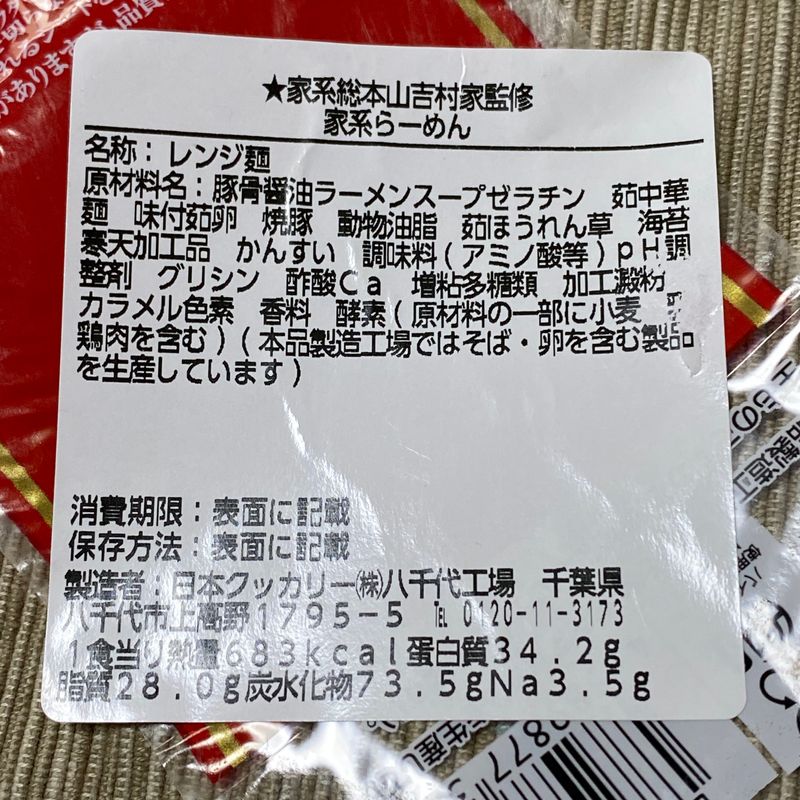 ★家系総本山吉村家監修
家系らーめん
名称：レンジ麺
原材料名：豚骨醤油ラーメンスープゼラチン　茹中華
麺　味付茹卵　焼豚　動物油脂　茹ほうれん草　海苔
寒天加工品　かんすい　調味料（アミノ酸等）ｐＨ調
整剤　グリシン　酢酸Ｃａ　増粘多糖類　加工澱粉
カラメル色素　香料　酵素（原材料の一部に小麦
鶏肉を含む）（本品製造工場ではそば・卵を含む製品
を生産しています）
消費期限：表面に記載
保存方法：表面に記載
製造者：日本クッカリー㈱八千代工場　千葉県
八千代市上高野１７９５－５　℡ 0120-11-3173
１食当り熱量６８３ｋｃａｌ蛋白質３４．２ｇ
脂質２８．０ｇ炭水化物７３．５ｇＮａ３．５ｇ